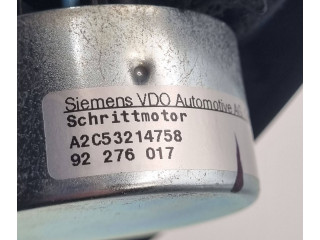 Siemens VDO Automotive AG
Schrittmotor
A2C53214758
92 276 017